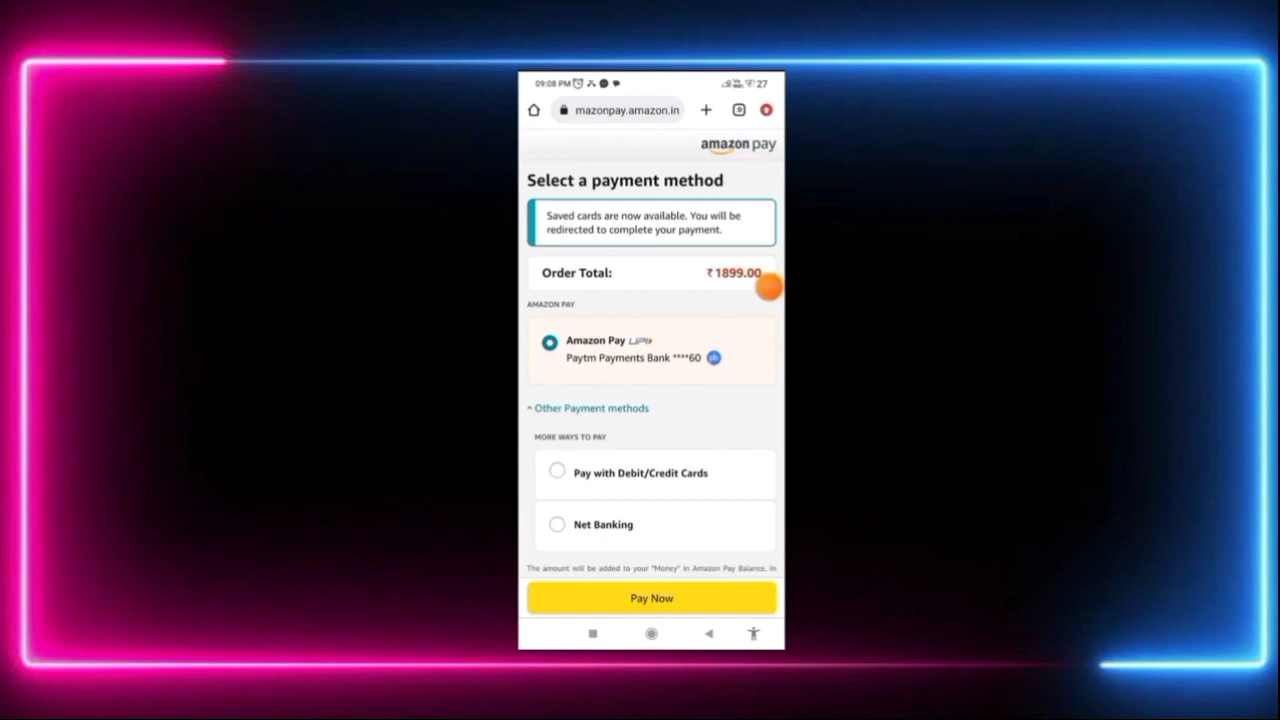 09:08 PM 27
mazonpay.amazon.in
amazon pay
Select a payment method
Saved cards are now available. You will be
redirected to complete your payment.
Order Total: ₹1899.00
AMAZON PAY
Amazon Pay UPI
Paytm Payments Bank ****60 pb
Other Payment methods
MORE WAYS TO PAY
Pay with Debit/Credit Cards
Net Banking
The amount will be added to your "Money" in Amazon Pay Balance. In
Pay Now